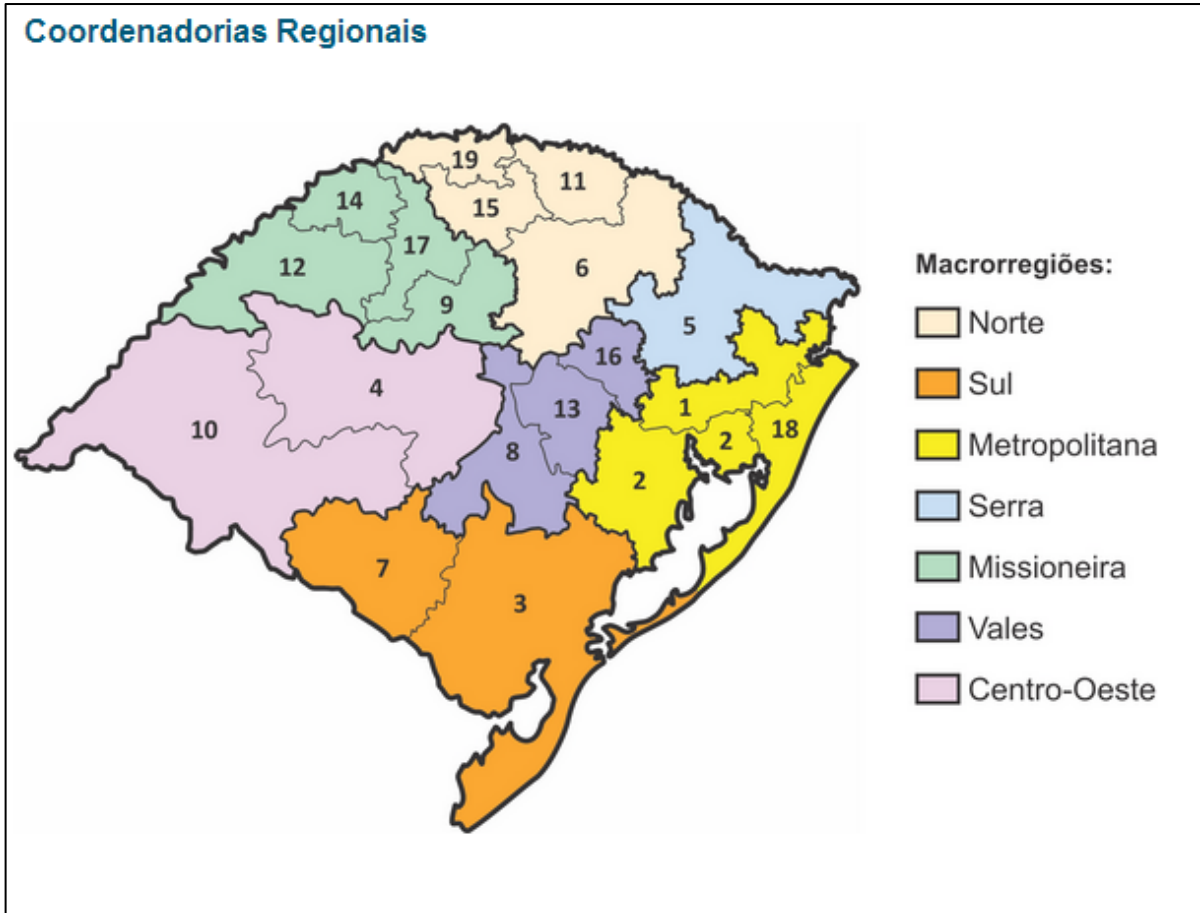 Coordenadorias Regionais
19
11
14
15
17
12
6
9
5
16
4
13
1
10
18
2
8
2
7
3
Macrorregiões:
Norte
Sul
Metropolitana
Serra
Missioneira
Vales
Centro-Oeste